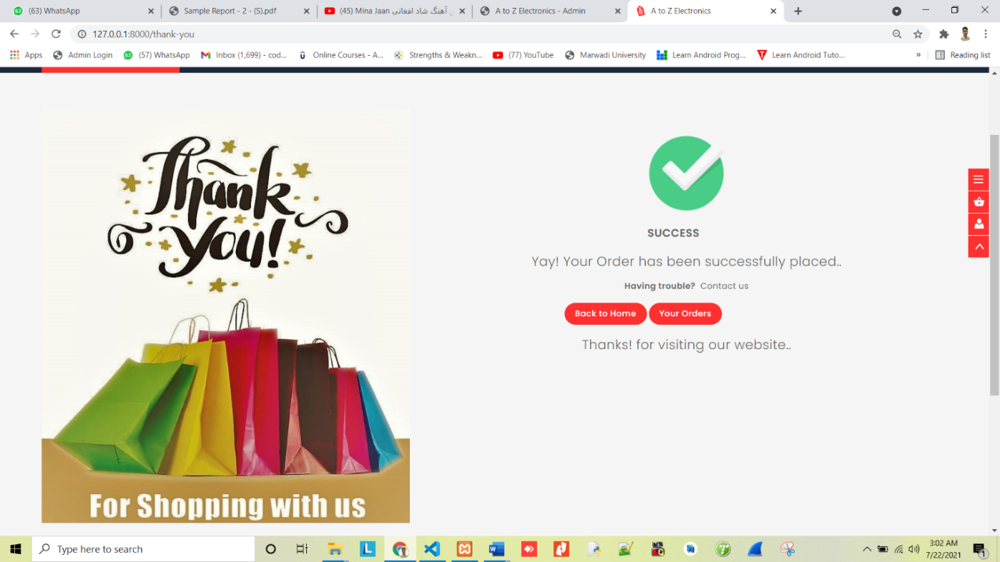 (63) WhatsApp
Sample Report - 2 - (S).pdf
(45) Mina Jaan آهنگ شاد افغانی
A to Z Electronics - Admin
A to Z Electronics
127.0.0.1:8000/thank-you
Apps
Admin Login
63
(57) WhatsApp
Inbox (1,699) - cod...
Online Courses - A...
Strengths & Weakn...
(77) YouTube
Marwadi University
Learn Android Prog...
Learn Android Tuto...
»
Reading list
Thank
You!
For Shopping with us
SUCCESS
Yay! Your Order has been successfully placed..
Having trouble? Contact us
Back to Home
Your Orders
Thanks! for visiting our website..
Type here to search
3:02 AM
7/22/2021
1